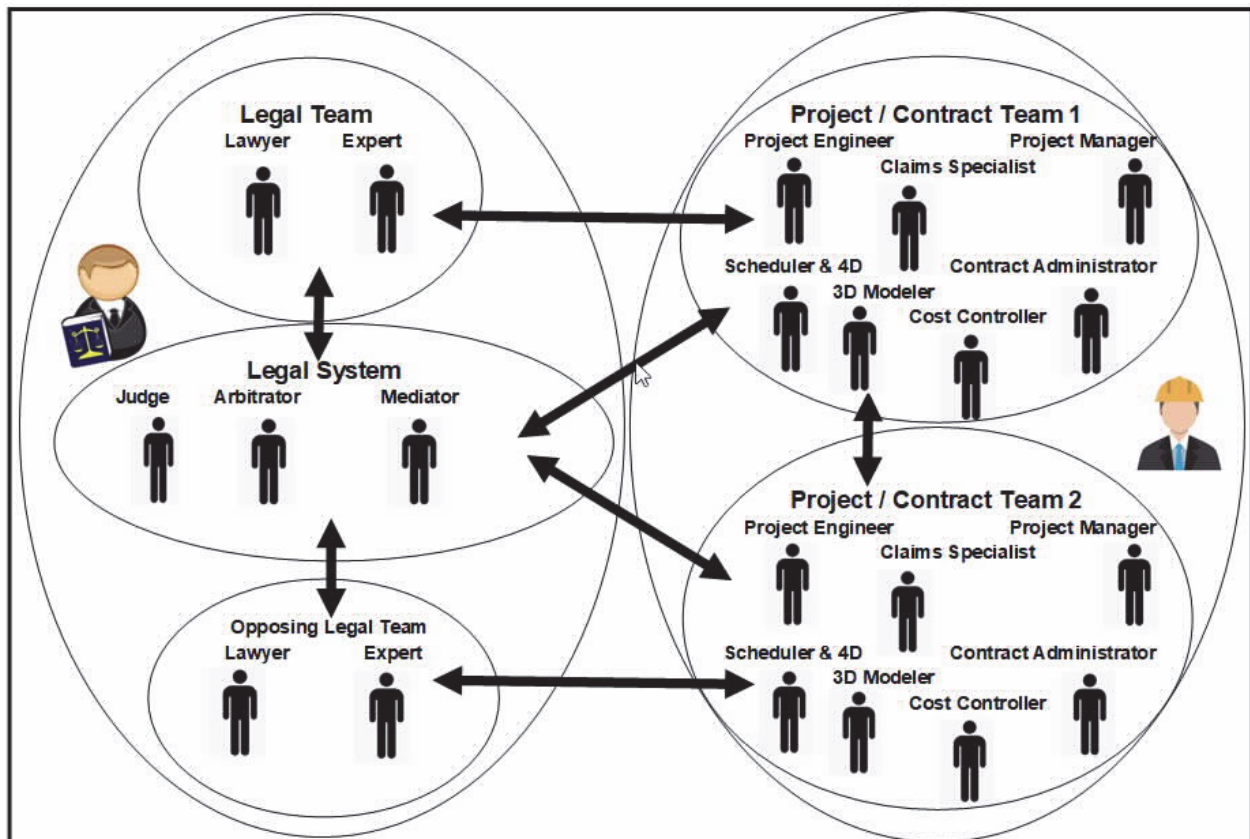 Legal Team
Lawyer Expert
Legal System
Judge Arbitrator Mediator
Opposing Legal Team
Lawyer Expert
Project / Contract Team 1
Project Engineer Project Manager
Claims Specialist
Scheduler & 4D Contract Administrator
3D Modeler
Cost Controller
Project / Contract Team 2
Project Engineer Project Manager
Claims Specialist
Scheduler & 4D Contract Administrator
3D Modeler
Cost Controller